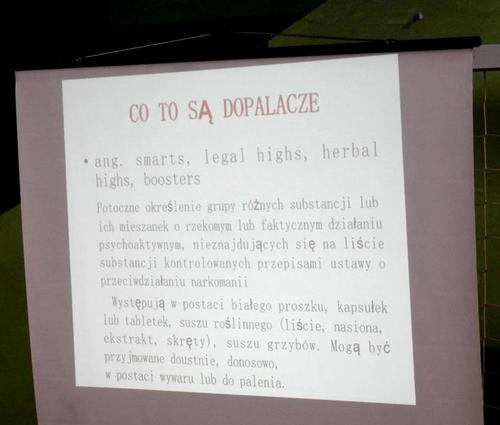 CO TO SĄ DOPALACZE
• ang. smarts, legal highs, herbal
highs, boosters
Potoczne określenie grupy różnych substancji lub
ich mieszanek o rzekomym lub faktycznym działaniu
psychoaktywnym, nieznajdujących się na liście
substancji kontrolowanych przepisami ustawy o
przeciwdziałaniu narkomanii
Występują w postaci białego proszku, kapsułek
lub tabletek, suszu roślinnego (liście, nasiona,
ekstrakt, skręty), suszu grzybów. Mogą być
przyjmowane doustnie, donosowo,
w postaci wywaru lub do palenia.